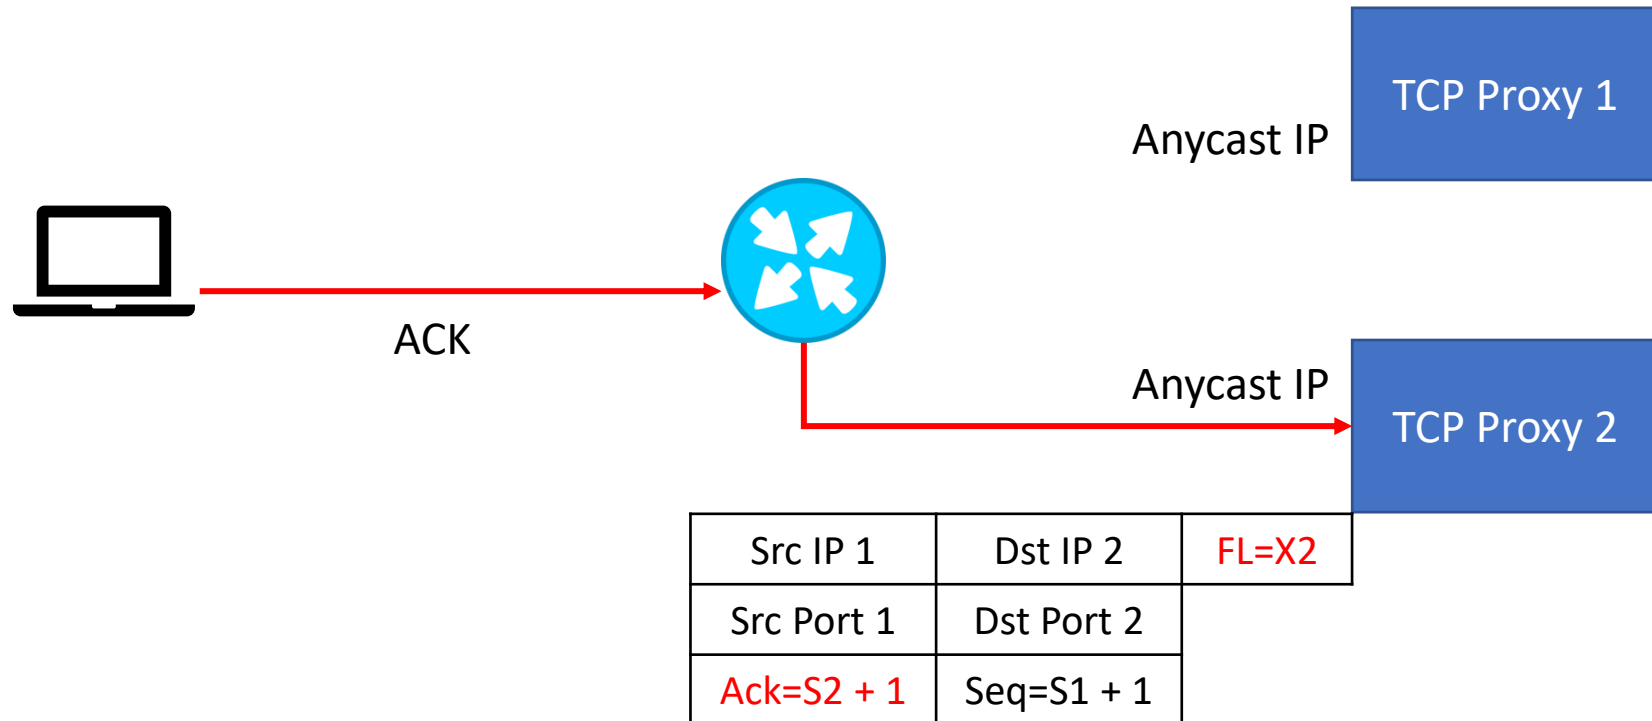 TCP Proxy 1
Anycast IP
ACK
Anycast IP
TCP Proxy 2
Src IP 1 Dst IP 2 FL=X2
Src Port 1 Dst Port 2
Ack=S2 + 1 Seq=S1 + 1